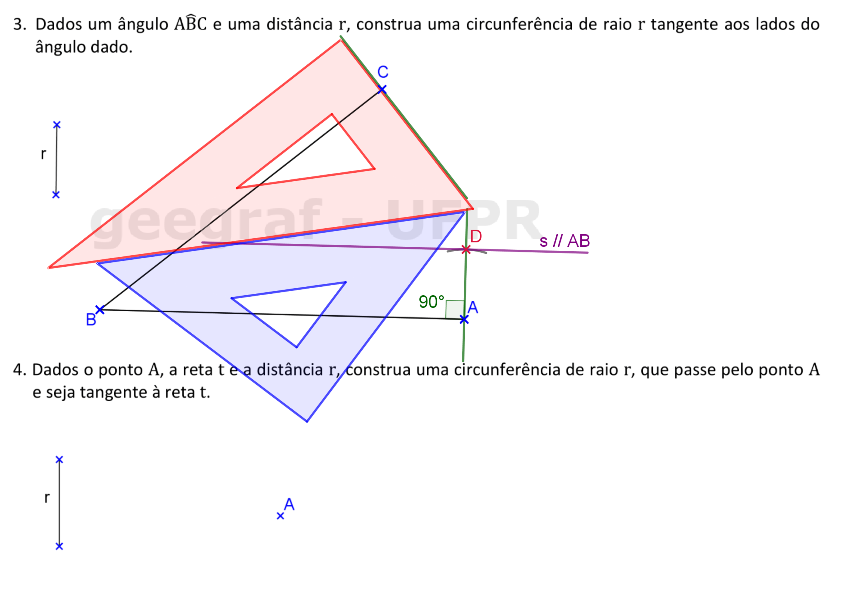 3. Dados um ângulo AB̂C e uma distância r, construa uma circunferência de raio r tangente aos lados do
ângulo dado.
C
r
geegraf - UFPR
D
s // AB
90°
A
B
4. Dados o ponto A, a reta t e a distância r, construa uma circunferência de raio r, que passe pelo ponto A
e seja tangente à reta t.
r
A